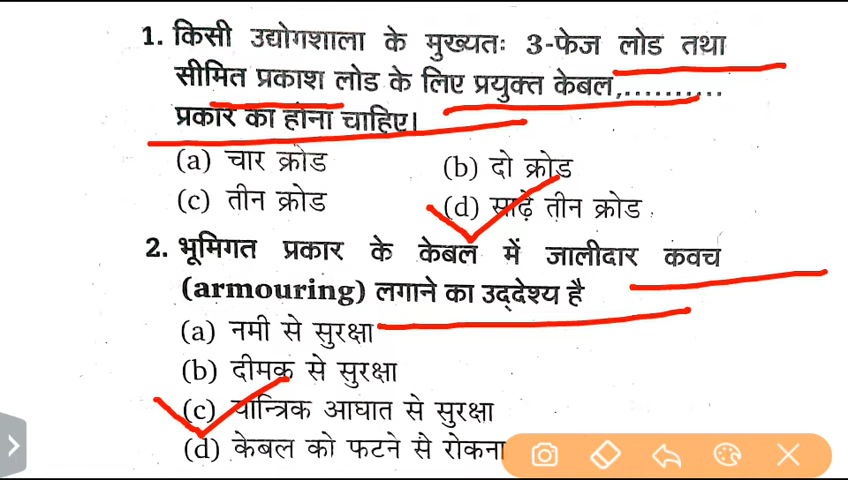 1. किसी उद्योगशाला के मुख्यतः 3-फेज लोड तथा
सीमित प्रकाश लोड के लिए प्रयुक्त केबल,..........
प्रकार का होना चाहिए।
(a) चार क्रोड
(b) दो क्रोड
(c) तीन क्रोड
(d) साढ़े तीन क्रोड
2. भूमिगत प्रकार के केबल में जालीदार कवच
(armouring) लगाने का उद्देश्य है
(a) नमी से सुरक्षा
(b) दीमक से सुरक्षा
(c) यान्त्रिक आघात से सुरक्षा
(d) केबल को फटने से रोकना